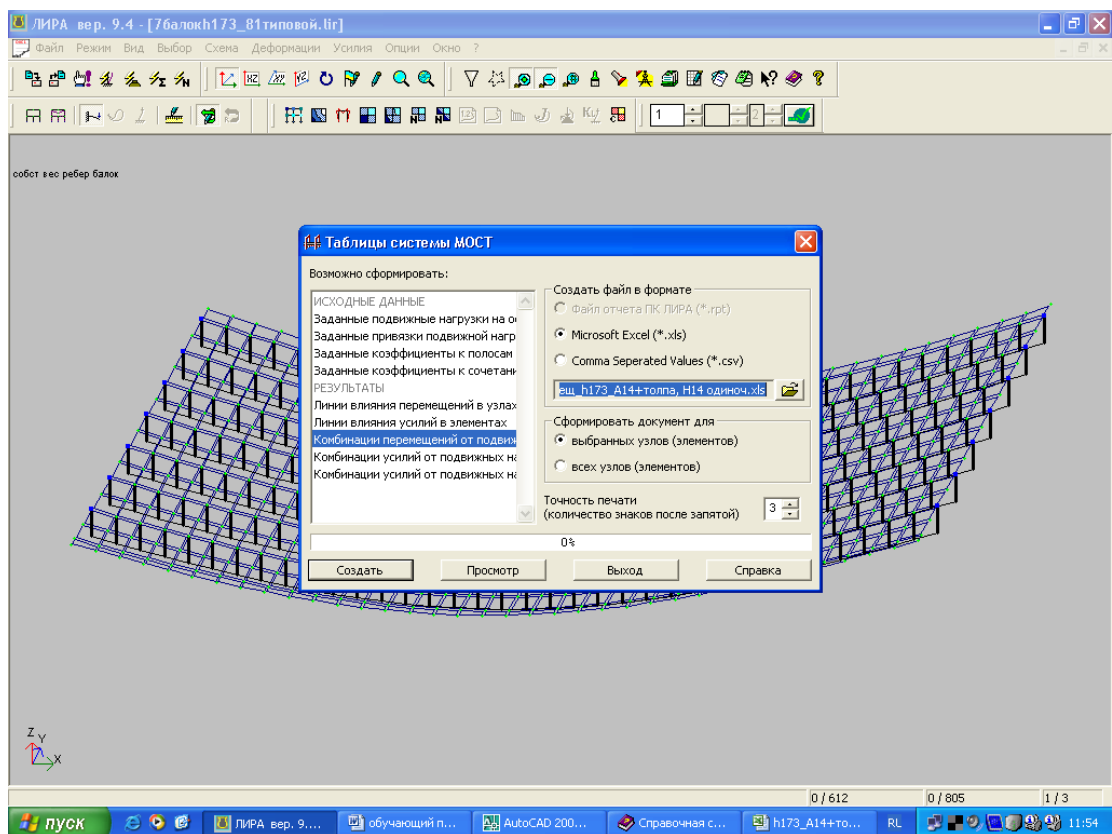 ЛИРА вер. 9.4 - [7балокh173_81типовой.lir]
Файл Режим Вид Выбор Схема Деформации Усилия Опции Окно ?
1 2
собст вес ребер балок
Таблицы системы МОСТ
Возможно сформировать:
ИСХОДНЫЕ ДАННЫЕ
Заданные подвижные нагрузки на о
Заданные привязки подвижной нагр
Заданные коэффициенты к полосам
Заданные коэффициенты к сочетани
РЕЗУЛЬТАТЫ
Линии влияния перемещений в узлах
Линии влияния усилий в элементах
Комбинации перемещений от подвиж
Комбинации усилий от подвижных на
Комбинации усилий от подвижных на
Создать файл в формате
Файл отчета ПК ЛИРА (*.rpt)
Microsoft Excel (*.xls)
Comma Seperated Values (*.csv)
ещ_h173_А14+толпа, Н14 одиноч.xls
Сформировать документ для
выбранных узлов (элементов)
всех узлов (элементов)
Точность печати
(количество знаков после запятой) 3
0%
Создать Просмотр Выход Справка
Z Y X
0 / 612 0 / 805 1 / 3
пуск ЛИРА вер. 9.... обучающий п... AutoCAD 200... Справочная с... h173_А14+то... RL 11:54